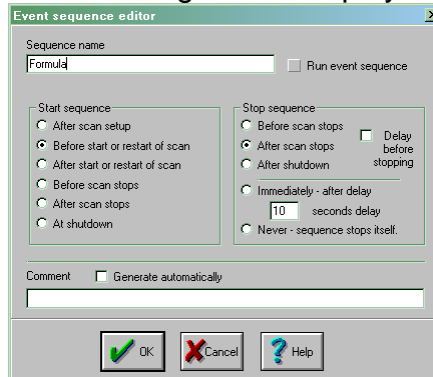 Event sequence editor
Sequence name
Formula
Run event sequence
Start sequence
After scan setup
Before start or restart of scan
After start or restart of scan
Before scan stops
After scan stops
At shutdown
Stop sequence
Before scan stops
After scan stops
After shutdown
Delay
before
stopping
Immediately - after delay
10 seconds delay
Never - sequence stops itself.
Comment Generate automatically
OK Cancel Help